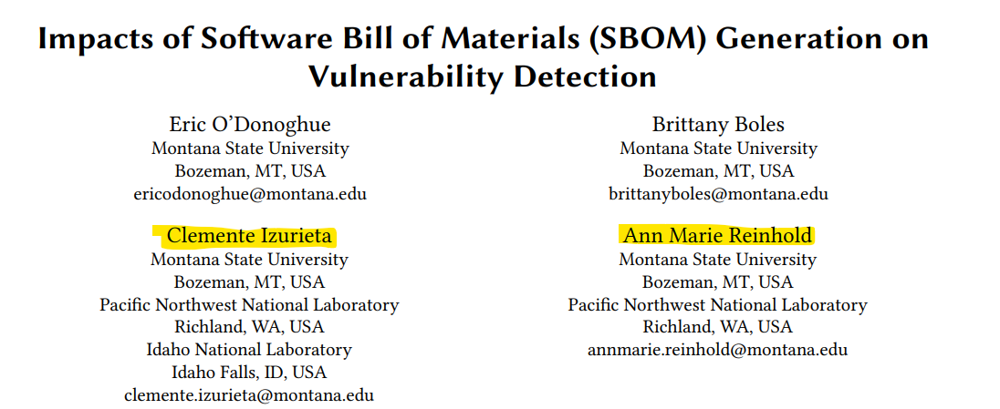 Impacts of Software Bill of Materials (SBOM) Generation on
Vulnerability Detection
Eric O’Donoghue
Montana State University
Bozeman, MT, USA
ericodonoghue@montana.edu
Brittany Boles
Montana State University
Bozeman, MT, USA
brittanyboles@montana.edu
Clemente Izurieta
Montana State University
Bozeman, MT, USA
Pacific Northwest National Laboratory
Richland, WA, USA
Idaho National Laboratory
Idaho Falls, ID, USA
clemente.izurieta@montana.edu
Ann Marie Reinhold
Montana State University
Bozeman, MT, USA
Pacific Northwest National Laboratory
Richland, WA, USA
annmarie.reinhold@montana.edu